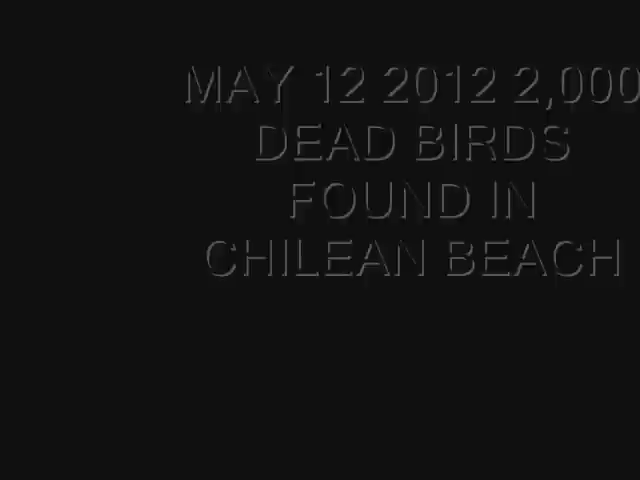 MAY 12 2012 2,000
DEAD BIRDS
FOUND IN
CHILEAN BEACH